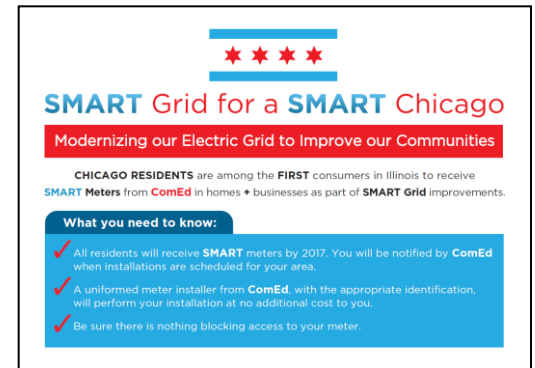 SMART Grid for a SMART Chicago
Modernizing our Electric Grid to Improve our Communities
CHICAGO RESIDENTS are among the FIRST consumers in Illinois to receive
SMART Meters from ComEd in homes + businesses as part of SMART Grid improvements.
What you need to know:
All residents will receive SMART meters by 2017. You will be notified by ComEd
when installations are scheduled for your area.
A uniformed meter installer from ComEd, with the appropriate identification,
will perform your installation at no additional cost to you.
Be sure there is nothing blocking access to your meter.